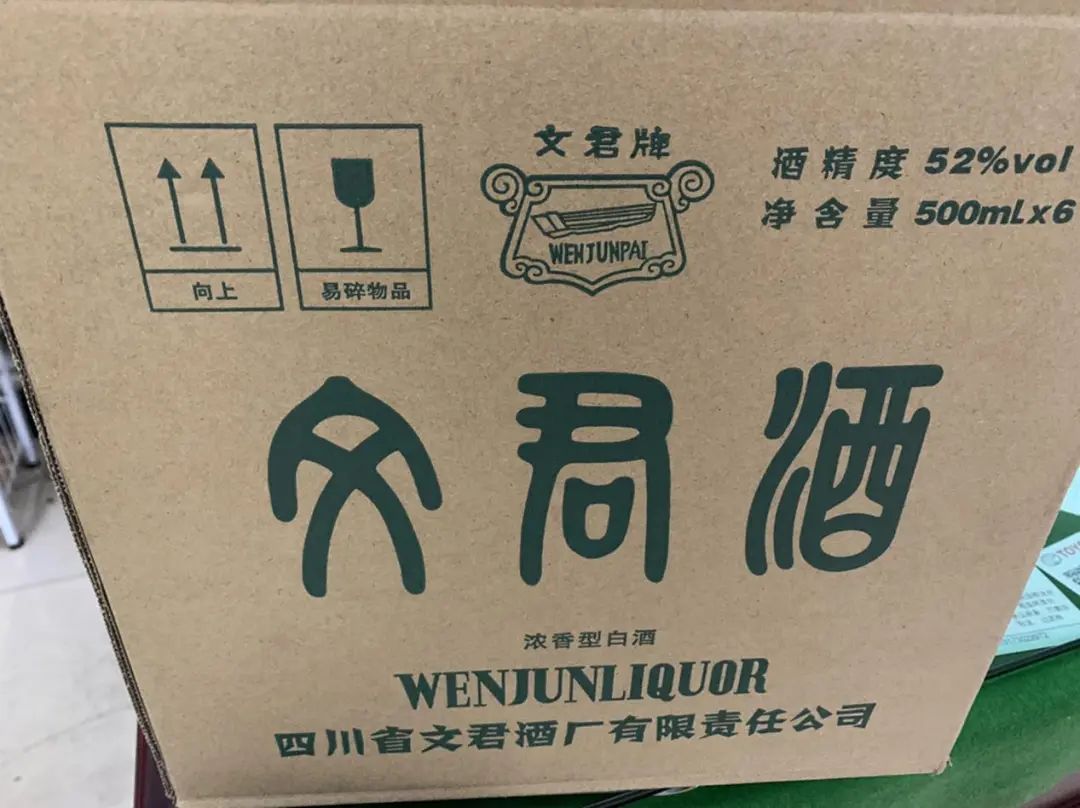 文君牌
WENJUNPAI
酒精度 52%vol
净含量 500mLx6
向上
易碎物品
文君酒
浓香型白酒
WENJUNLIQUOR
四川省文君酒厂有限责任公司